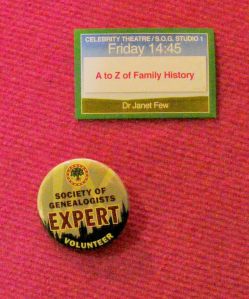 CELEBRITY THEATRE / S.O.G. STUDIO 1
Friday 14:45
A to Z of Family History
Dr Janet Few
SOCIETY OF
GENEALOGISTS
EXPERT
VOLUNTEER